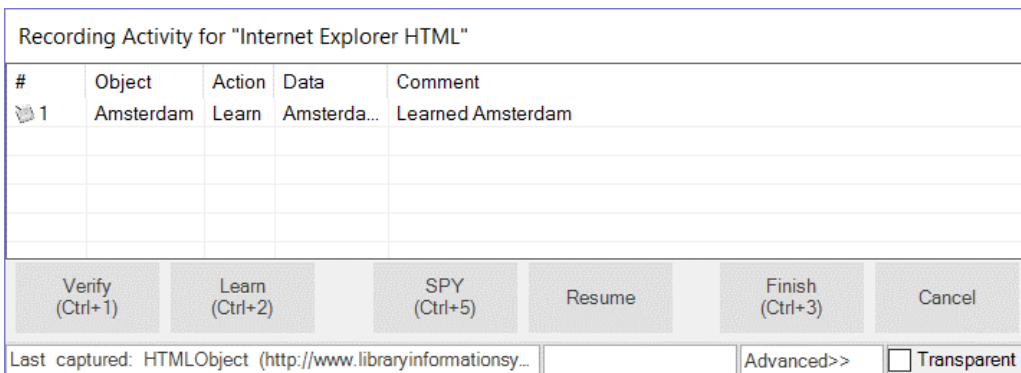 Recording Activity for "Internet Explorer HTML"
# Object Action Data Comment
1 Amsterdam Learn Amsterda... Learned Amsterdam
Verify Learn SPY Resume Finish Cancel
(Ctrl+1) (Ctrl+2) (Ctrl+5) (Ctrl+3)
Last captured: HTMLObject (http://www.libraryinformationsy... Advanced>> Transparent